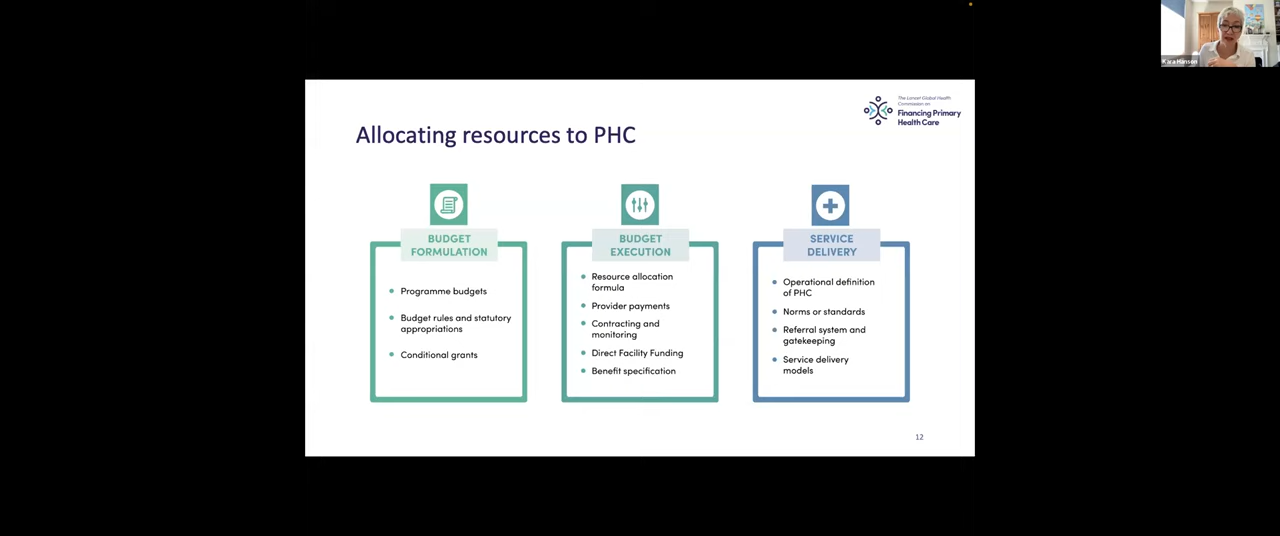 Kara Hanson
The Lancet Global Health
Commission on
Financing Primary
Health Care
Allocating resources to PHC
BUDGET
FORMULATION
Programme budgets
Budget rules and statutory
appropriations
Conditional grants
BUDGET
EXECUTION
Resource allocation
formula
Provider payments
Contracting and
monitoring
Direct Facility Funding
Benefit specification
SERVICE
DELIVERY
Operational definition
of PHC
Norms or standards
Referral system and
gatekeeping
Service delivery
models
12